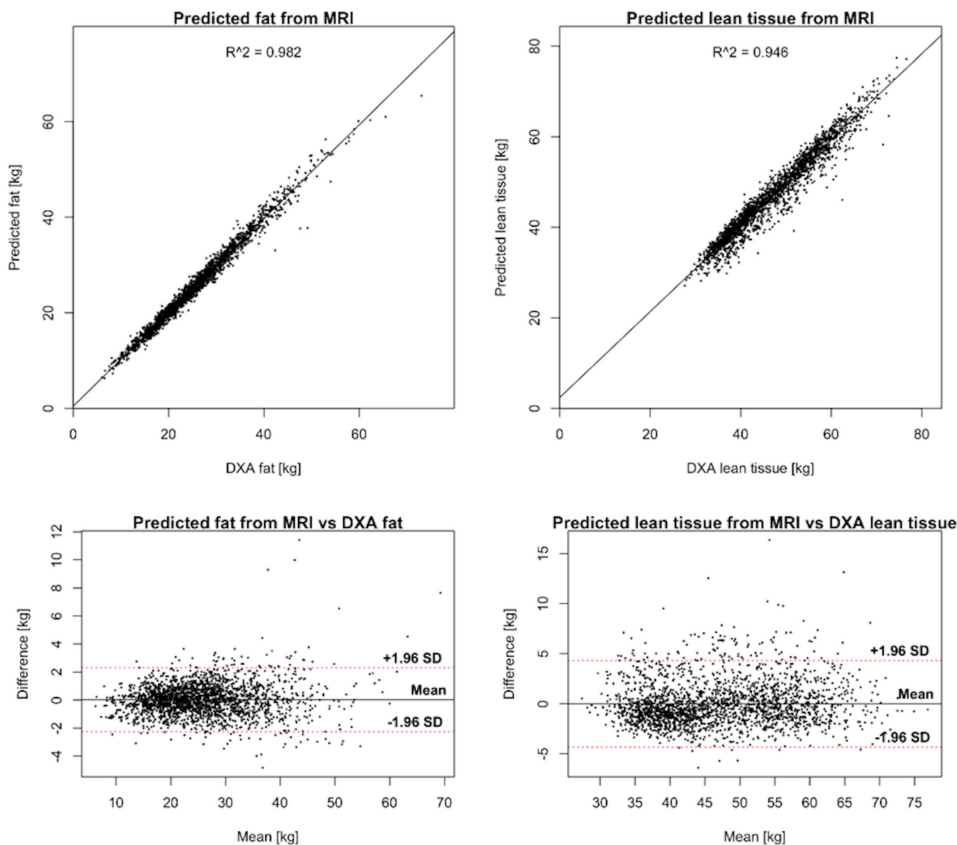 Predicted fat from MRI
R^2 = 0.982
Predicted fat [kg]
60
40
20
0
0 20 40 60
DXA fat [kg]
Predicted lean tissue from MRI
R^2 = 0.946
Predicted lean tissue [kg]
80
60
40
20
0
0 20 40 60 80
DXA lean tissue [kg]
Predicted fat from MRI vs DXA fat
Difference [kg]
12
10
8
6
4
2
0
-2
-4
+1.96 SD
Mean
-1.96 SD
10 20 30 40 50 60 70
Mean [kg]
Predicted lean tissue from MRI vs DXA lean tissue
Difference [kg]
15
10
5
0
-5
+1.96 SD
Mean
-1.96 SD
30 35 40 45 50 55 60 65 70 75
Mean [kg]